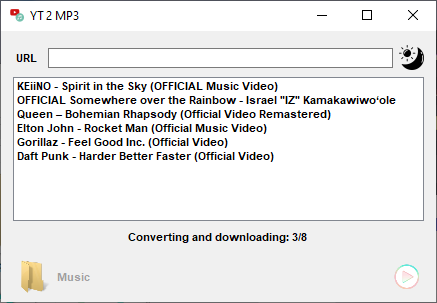 YT 2 MP3
URL
KEiiNO - Spirit in the Sky (OFFICIAL Music Video)
OFFICIAL Somewhere over the Rainbow - Israel "IZ" Kamakawiwoʻole
Queen – Bohemian Rhapsody (Official Video Remastered)
Elton John - Rocket Man (Official Music Video)
Gorillaz - Feel Good Inc. (Official Video)
Daft Punk - Harder Better Faster (Official Video)
Converting and downloading: 3/8
Music